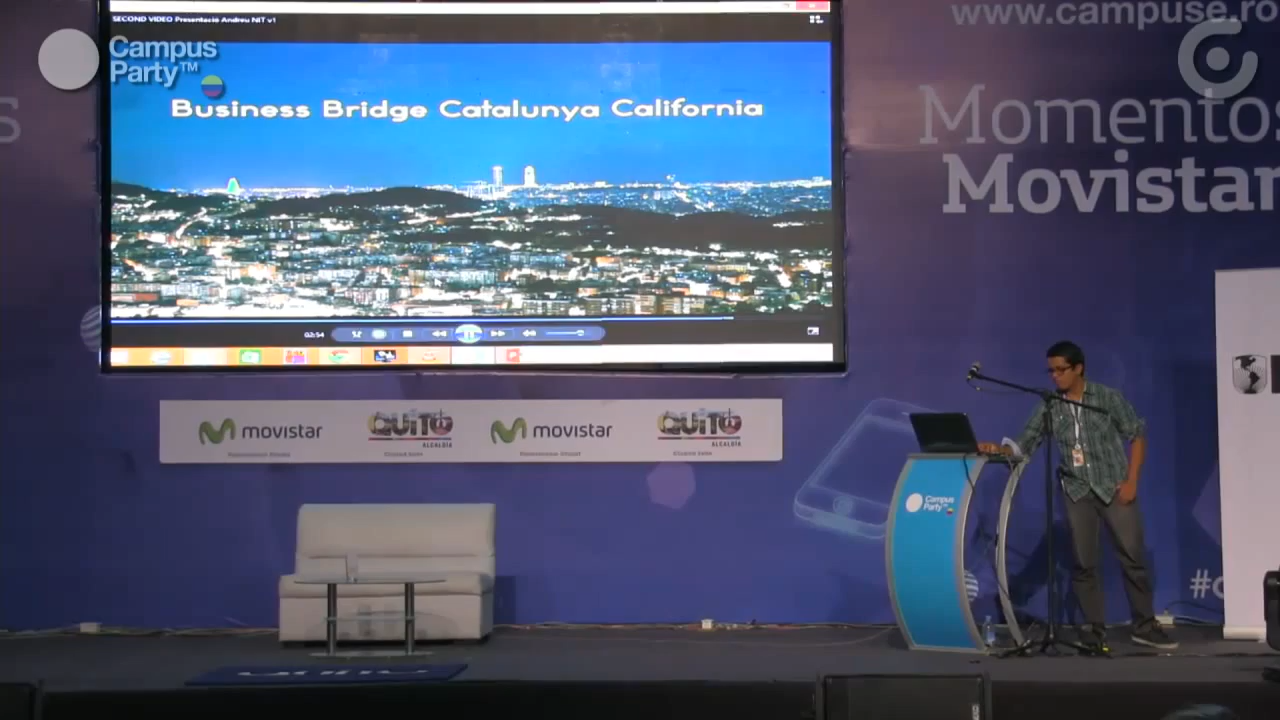 SECOND VIDEO Presentació Andreu NIT v1
Campus
Party™
Business Bridge Catalunya California
www.campuse.ro
Momentos
Movistar
02:54
movistar
QUITO
ALCALDÍA
movistar
QUITO
ALCALDÍA
Campus
Party™